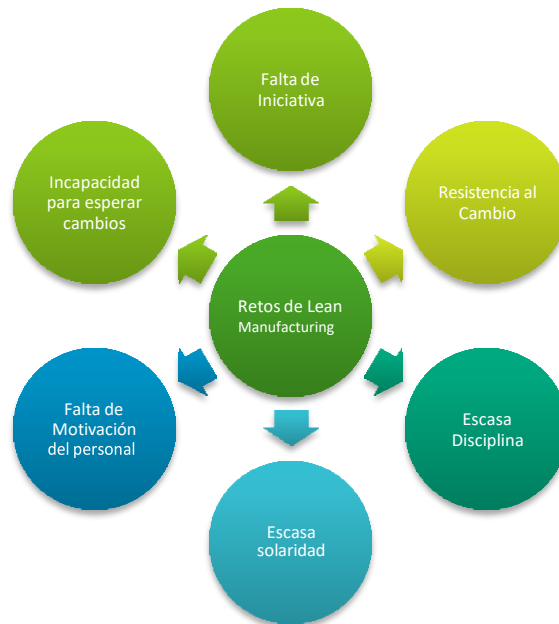 Falta de
Iniciativa
Incapacidad
para esperar
cambios
Resistencia al
Cambio
Retos de Lean
Manufacturing
Falta de
Motivación
del personal
Escasa
Disciplina
Escasa
solaridad